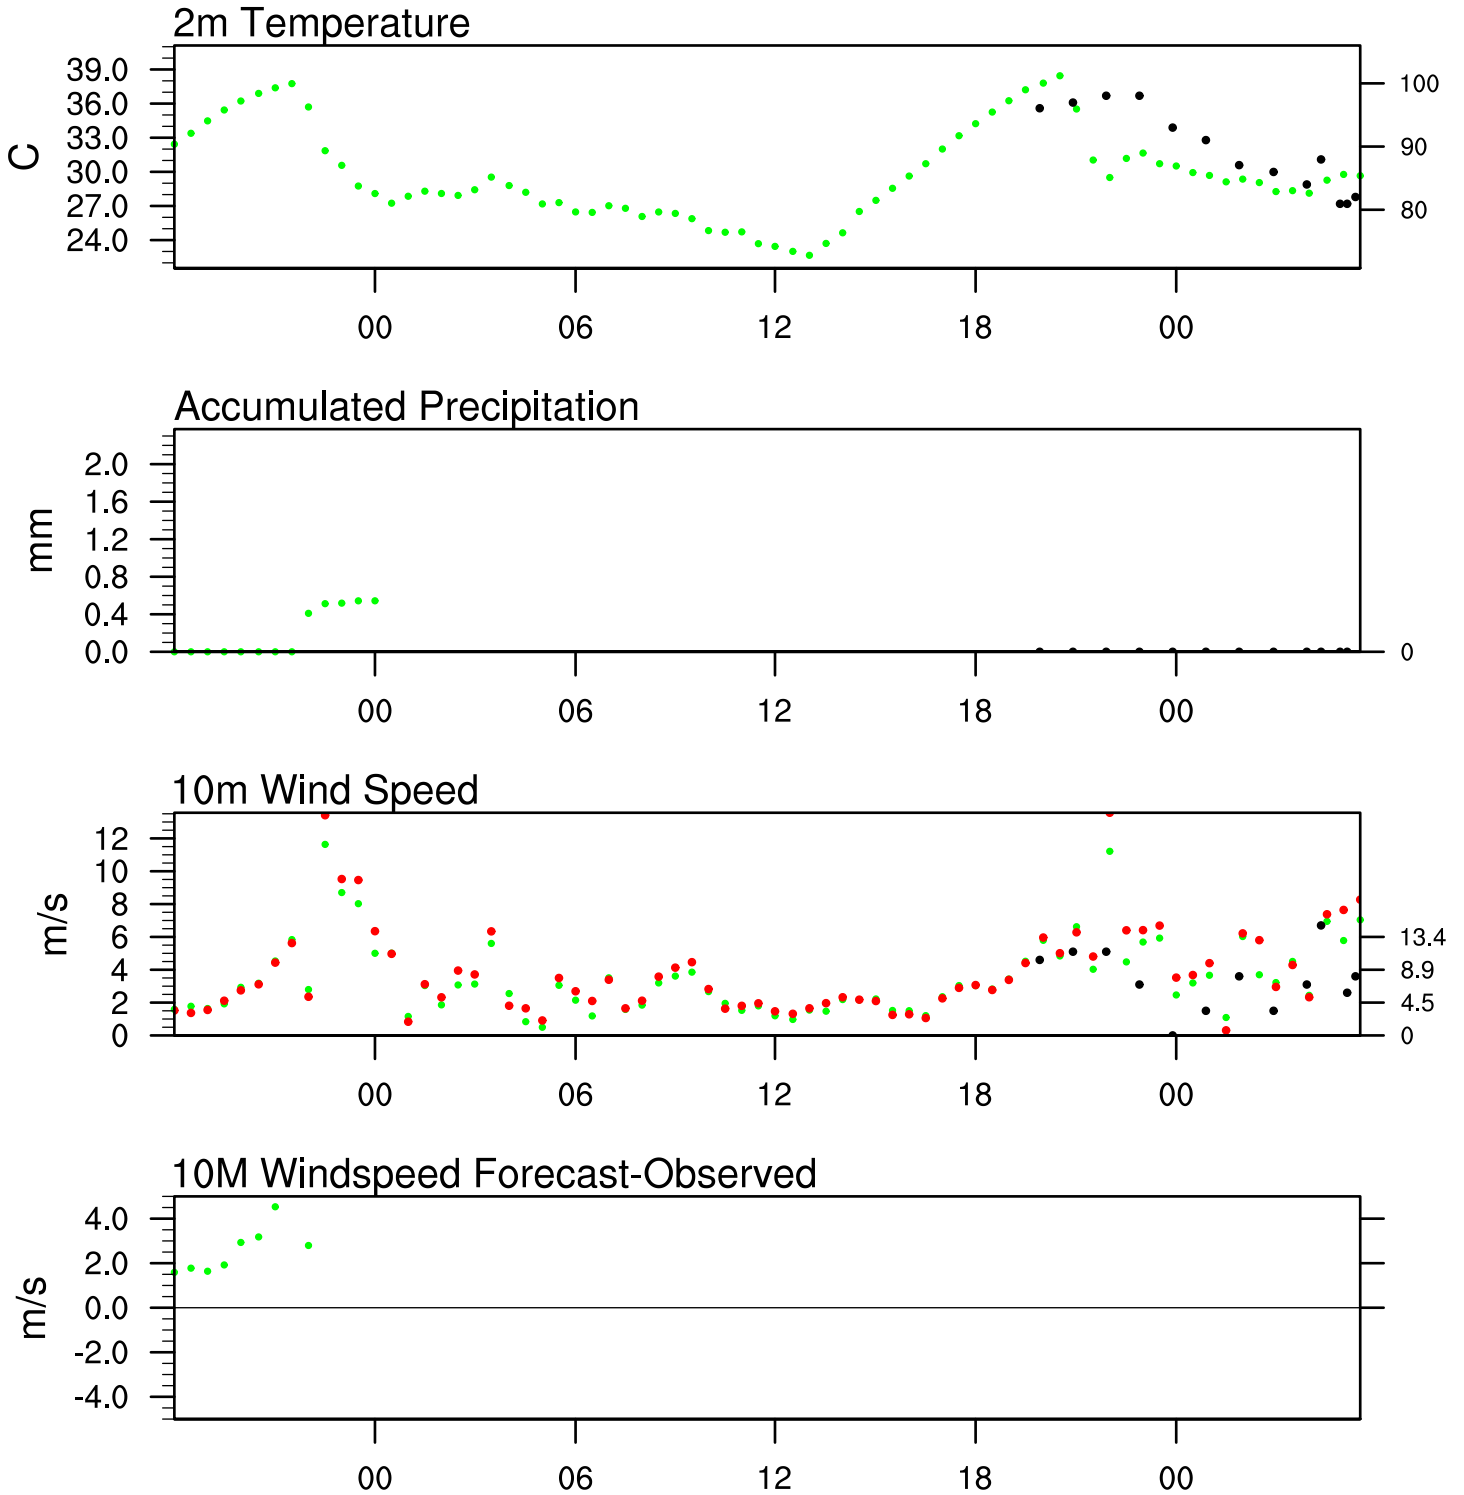 2m Temperature
39.0
36.0
33.0
30.0
27.0
24.0
C
100
90
80
00 06 12 18 00
Accumulated Precipitation
2.0
1.6
1.2
0.8
0.4
0.0
mm
0
00 06 12 18 00
10m Wind Speed
12
10
8
6
4
2
0
m/s
13.4
8.9
4.5
0
00 06 12 18 00
10M Windspeed Forecast-Observed
4.0
2.0
0.0
-2.0
-4.0
m/s
00 06 12 18 00